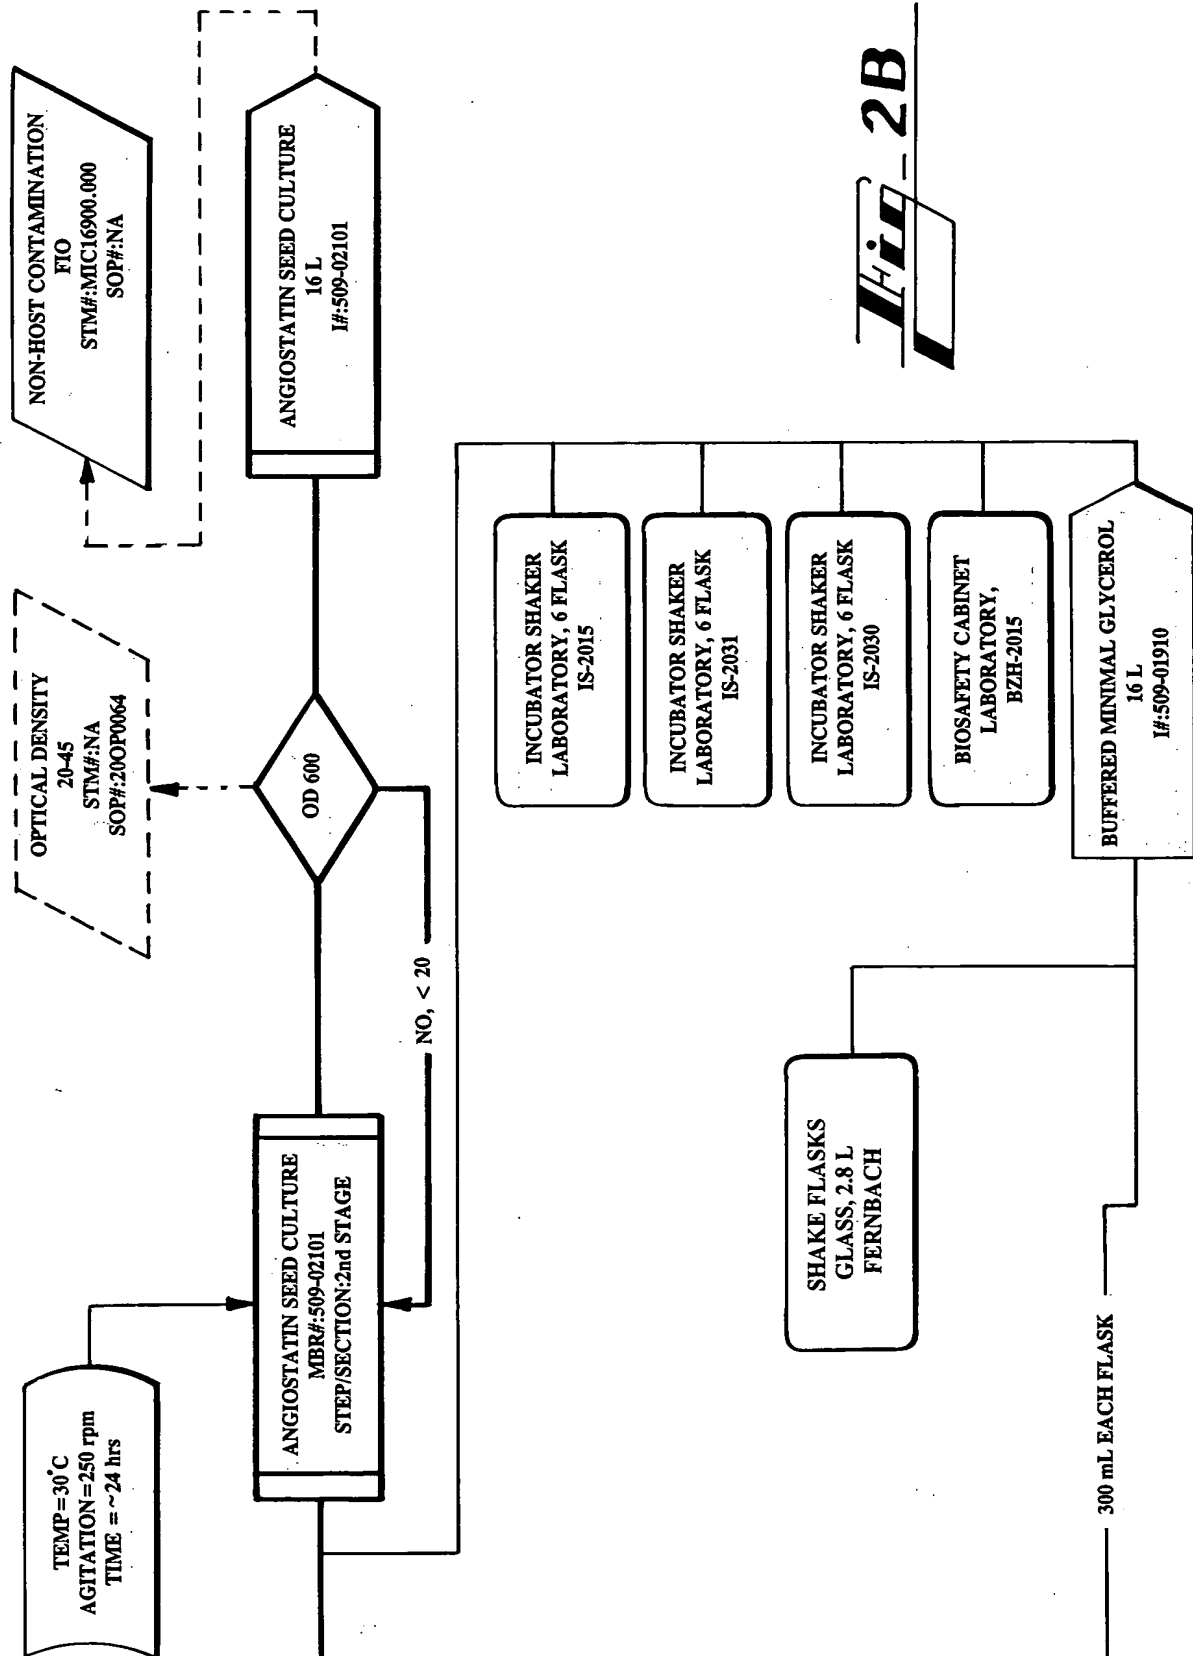 TEMP=30°C
AGITATION=250 rpm
TIME = ~24 hrs
OPTICAL DENSITY
20-45
STM#:NA
SOP#:20OP0064
NON-HOST CONTAMINATION
FIO
STM#:MIC16900.000
SOP#:NA
ANGIOSTATIN SEED CULTURE
MBR#:509-02101
STEP/SECTION:2nd STAGE
OD 600
NO, < 20
ANGIOSTATIN SEED CULTURE
16 L
I#:509-02101
INCUBATOR SHAKER
LABORATORY, 6 FLASK
IS-2015
INCUBATOR SHAKER
LABORATORY, 6 FLASK
IS-2031
INCUBATOR SHAKER
LABORATORY, 6 FLASK
IS-2030
BIOSAFETY CABINET
LABORATORY,
BZH-2015
SHAKE FLASKS
GLASS, 2.8 L
FERNBACH
BUFFERED MINIMAL GLYCEROL
16 L
I#:509-01910
300 mL EACH FLASK
Fig_2B